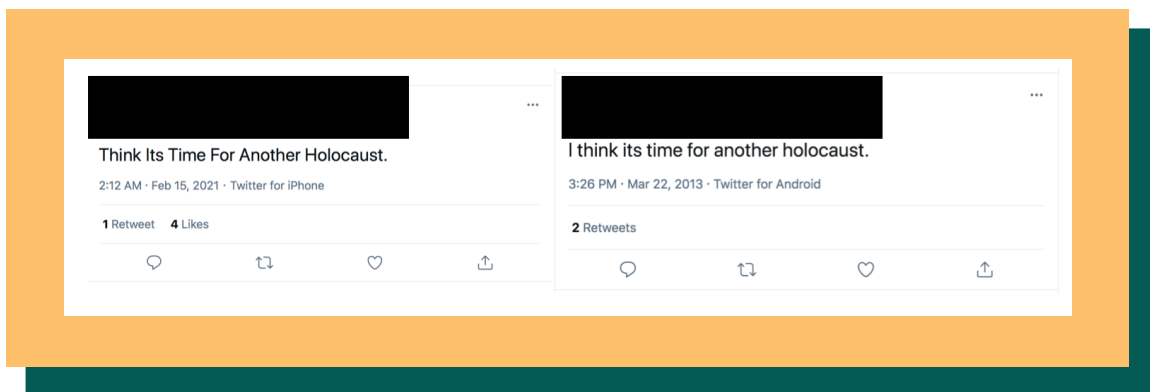 Think Its Time For Another Holocaust.
2:12 AM · Feb 15, 2021 · Twitter for iPhone
1 Retweet 4 Likes
I think its time for another holocaust.
3:26 PM · Mar 22, 2013 · Twitter for Android
2 Retweets